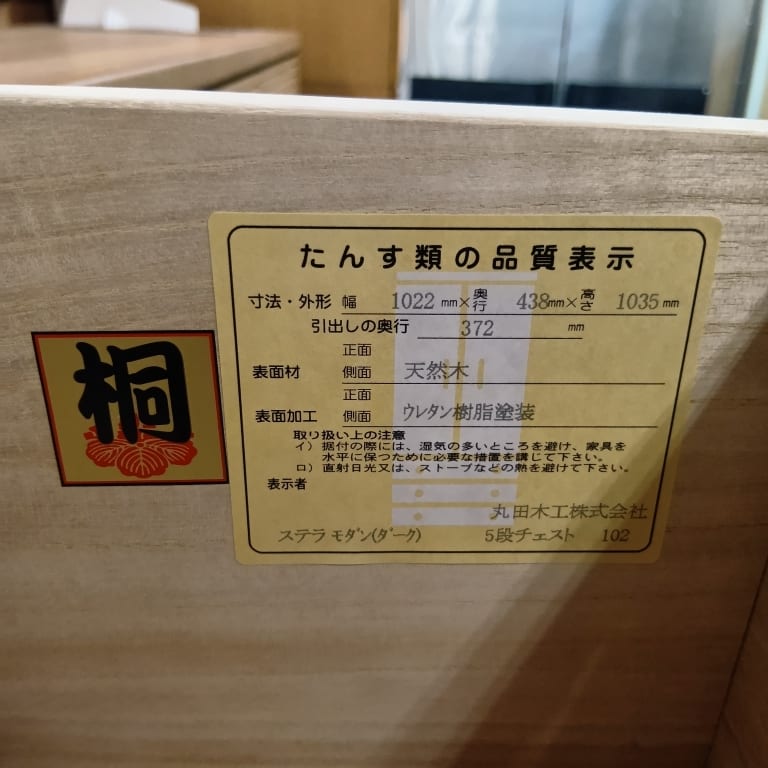 桐
たんす類の品質表示
寸法・外形 幅 1022 mm×奥行 438mm×高さ 1035mm
引出しの奥行 372 mm
正面
表面材 側面 天然木
正面
表面加工 側面 ウレタン樹脂塗装
取り扱い上の注意
イ）据付の際には、湿気の多いところを避け、家具を
水平に保つために必要な措置を講じて下さい。
ロ）直射日光又は、ストーブなどの熱を避けて下さい。
表示者
丸田木工株式会社
ステラ モダン(ダーク) 5段チェスト 102